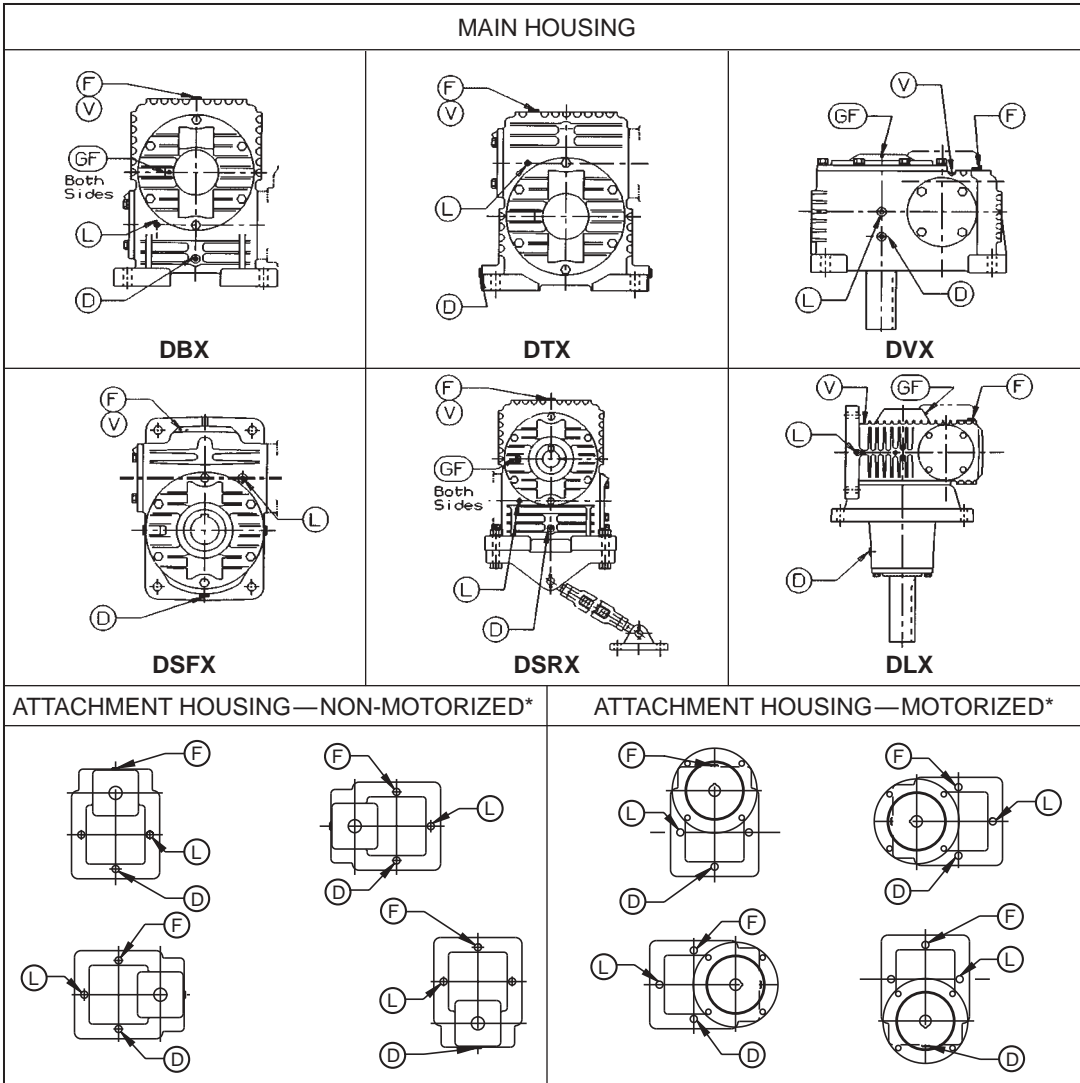 MAIN HOUSING
F
V
GF
Both
Sides
L
D
DBX
F
V
L
D
DTX
V
GF
F
L
D
DVX
F
V
L
D
DSFX
F
V
GF
Both
Sides
L
D
DSRX
V
GF
F
L
D
DLX
ATTACHMENT HOUSING—NON-MOTORIZED*
F
L
D
F
L
D
F
L
D
F
L
D
ATTACHMENT HOUSING—MOTORIZED*
F
L
D
F
L
D
F
L
D
F
L
D